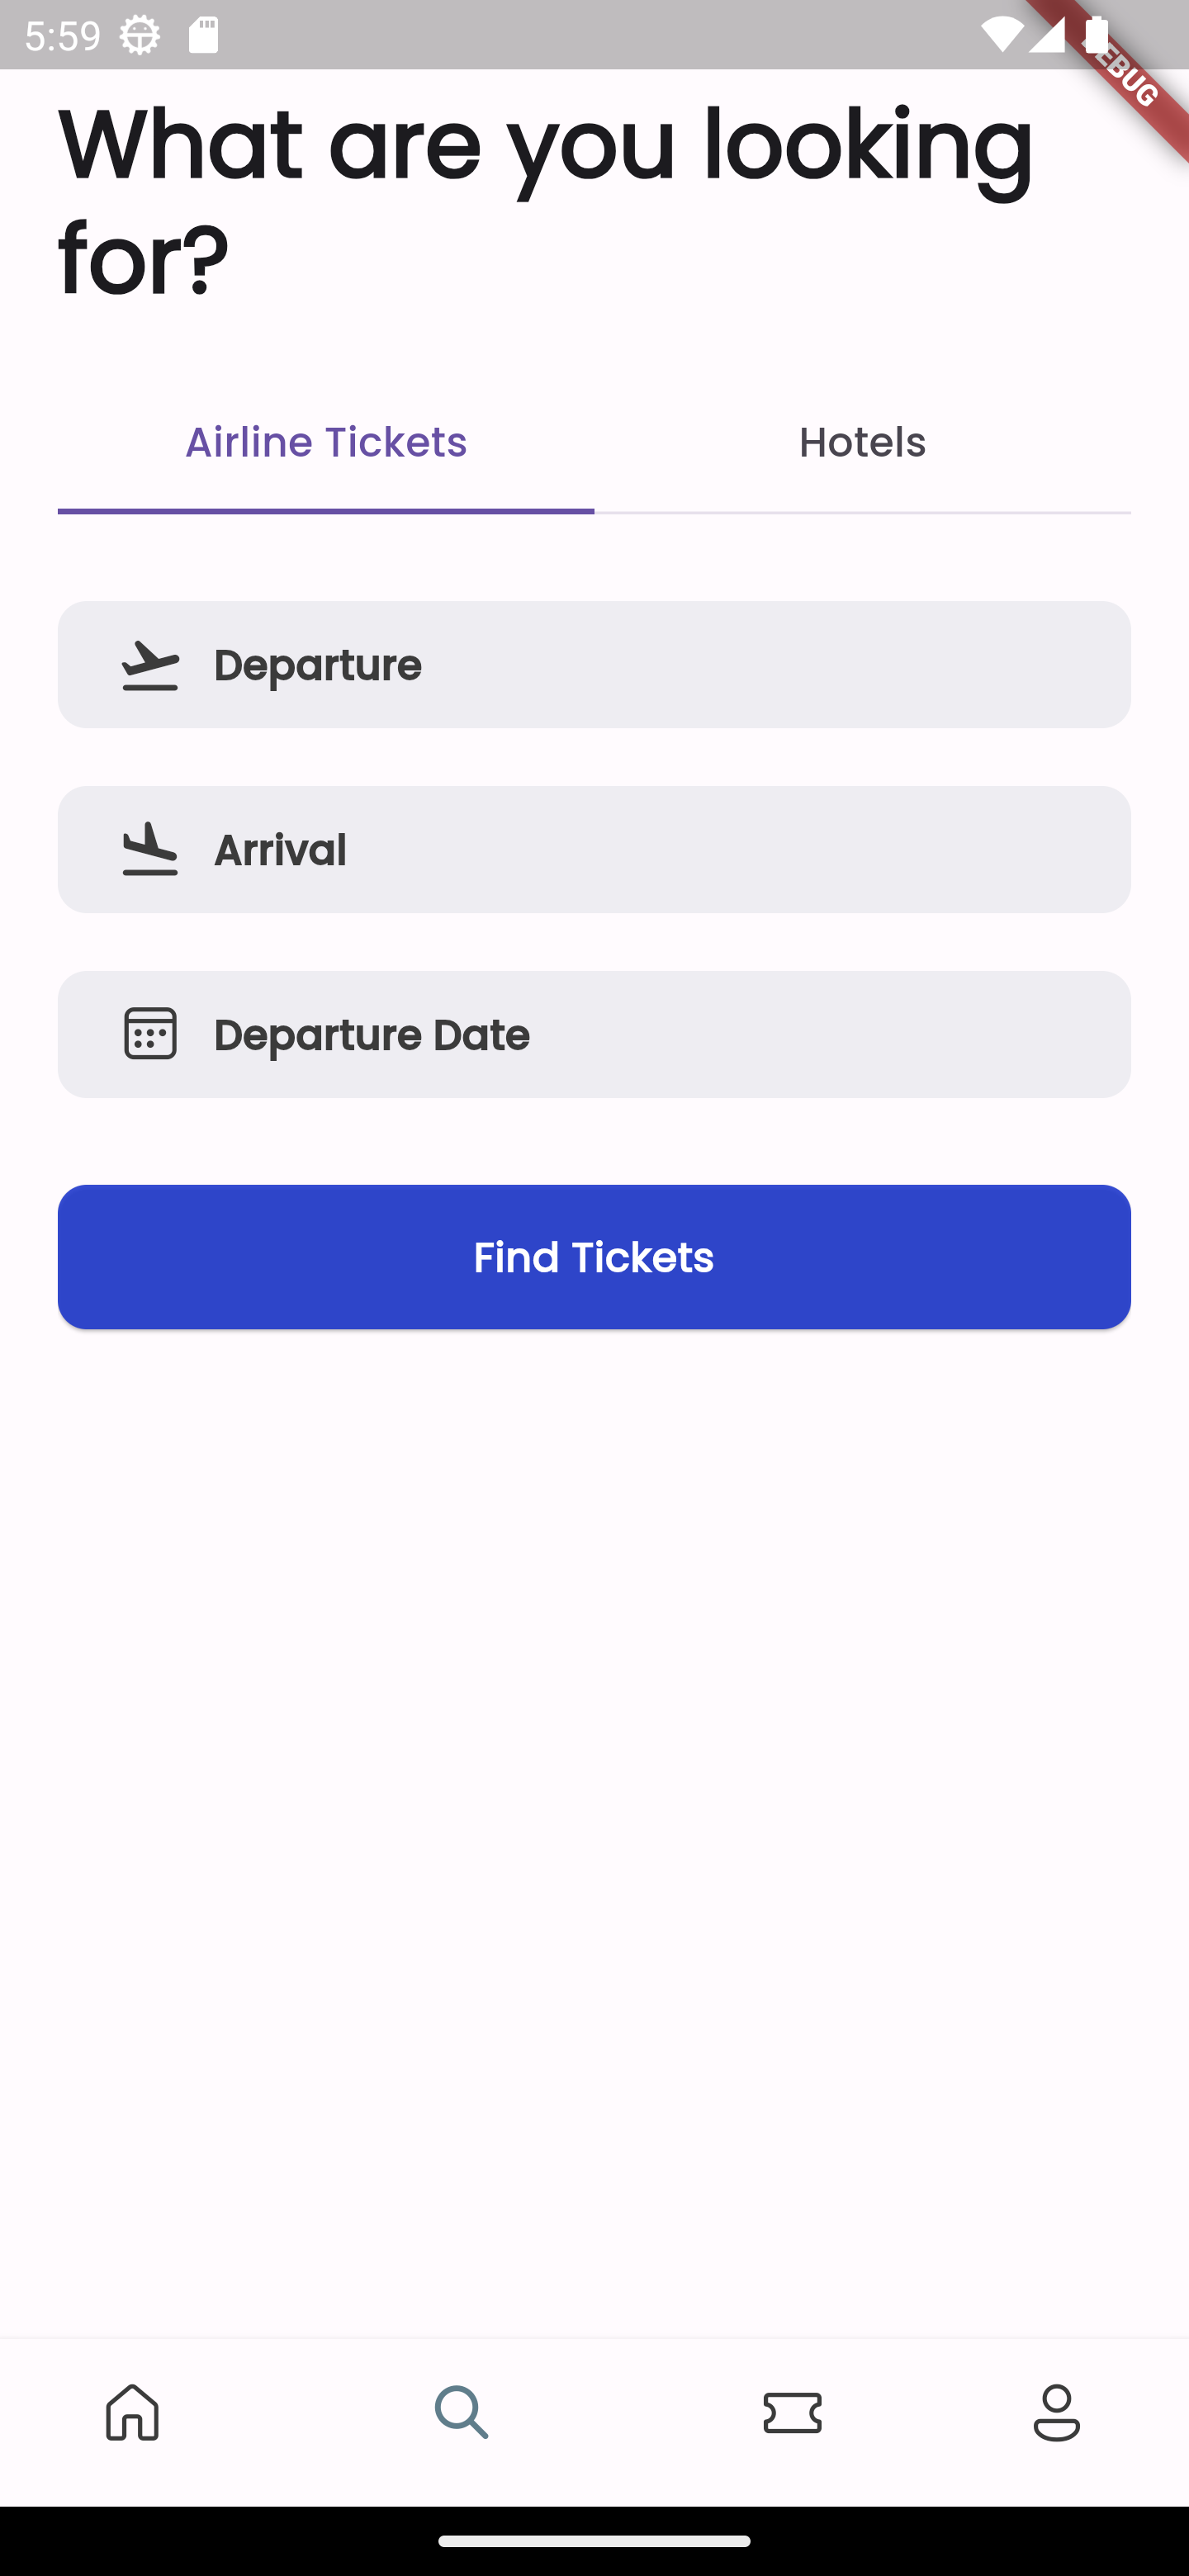 5:59
DEBUG
What are you looking
for?
Airline Tickets
Hotels
Departure
Arrival
Departure Date
Find Tickets